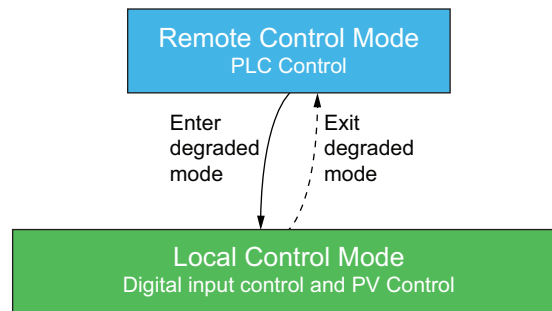 Remote Control Mode
PLC Control
Enter
degraded
mode
Exit
degraded
mode
Local Control Mode
Digital input control and PV Control